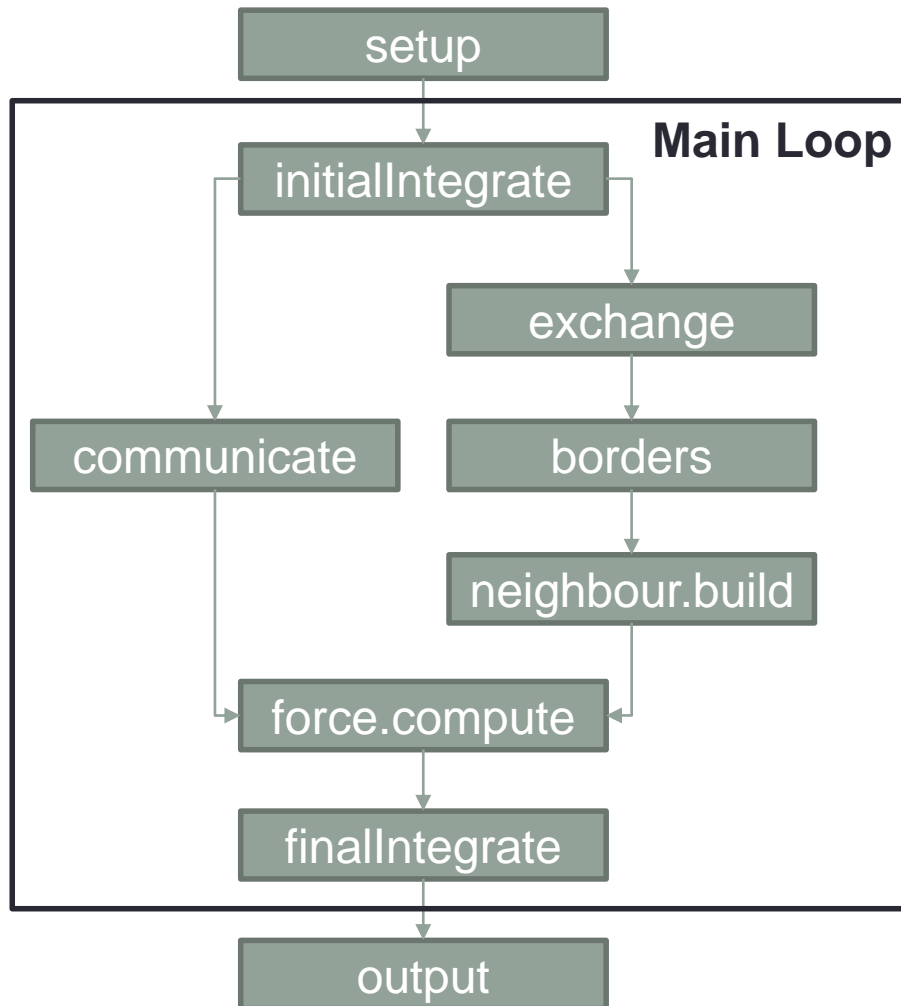 setup
Main Loop
initialIntegrate
exchange
communicate
borders
neighbour.build
force.compute
finalIntegrate
output